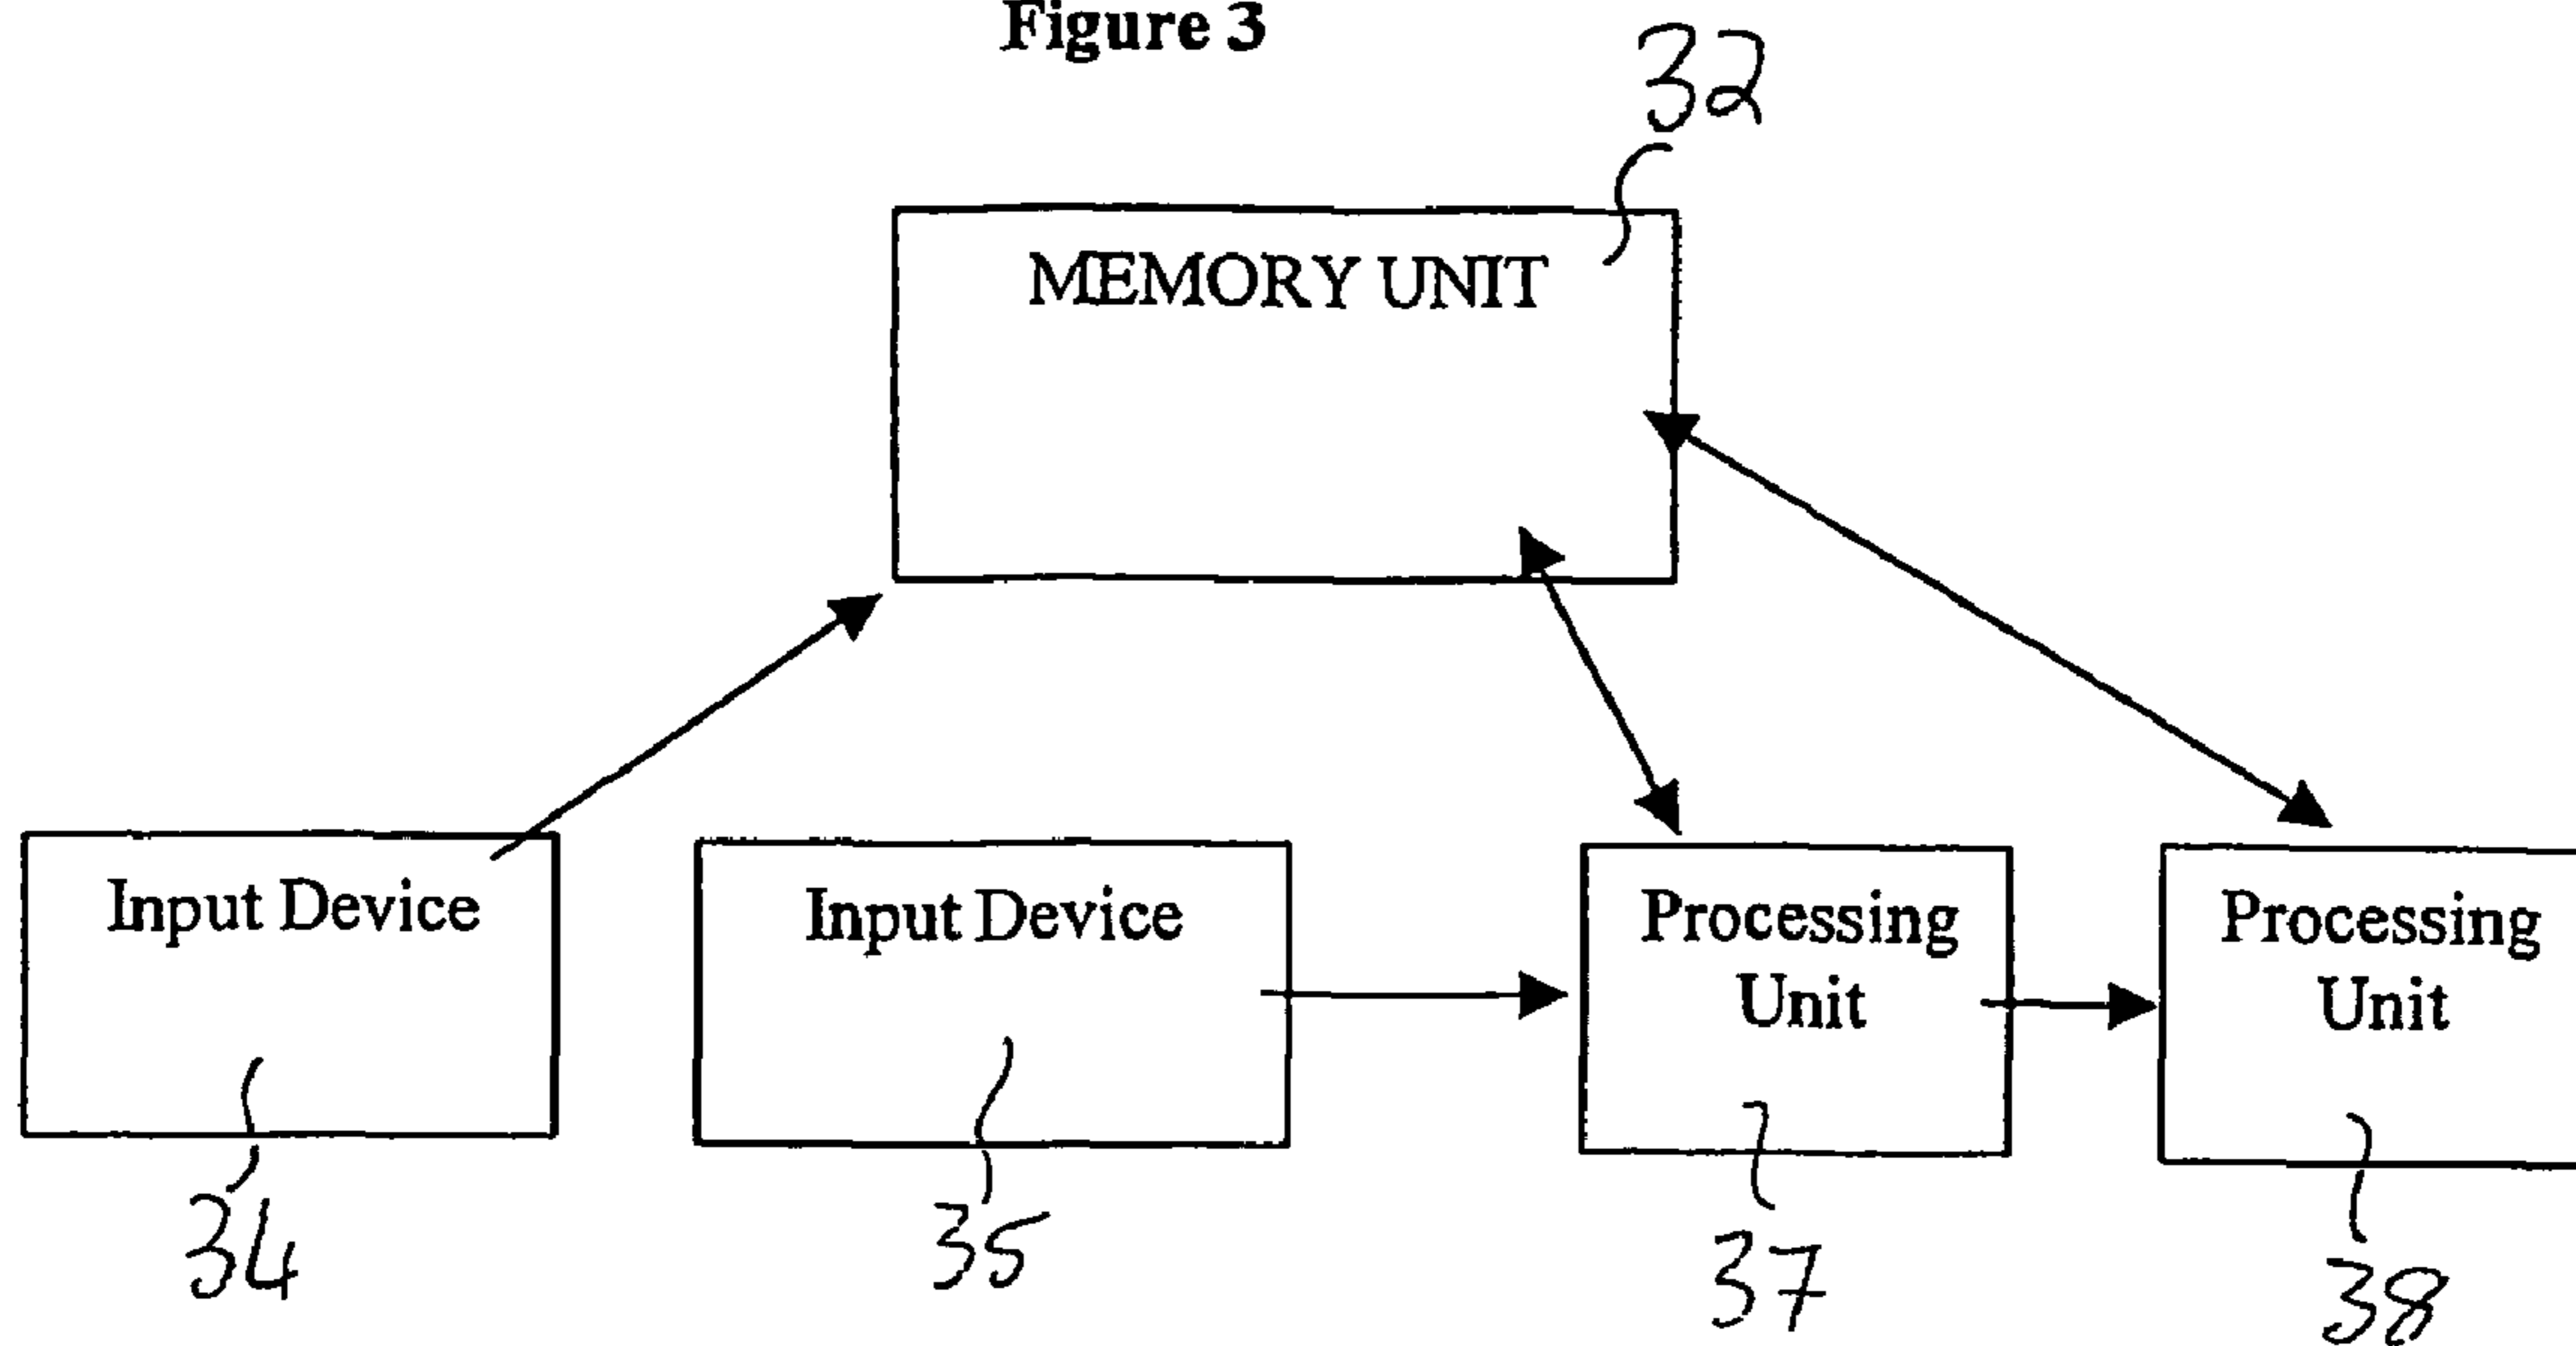 Figure 3
32
MEMORY UNIT
Input Device
Input Device
Processing
Unit
Processing
Unit
34
35
37
38